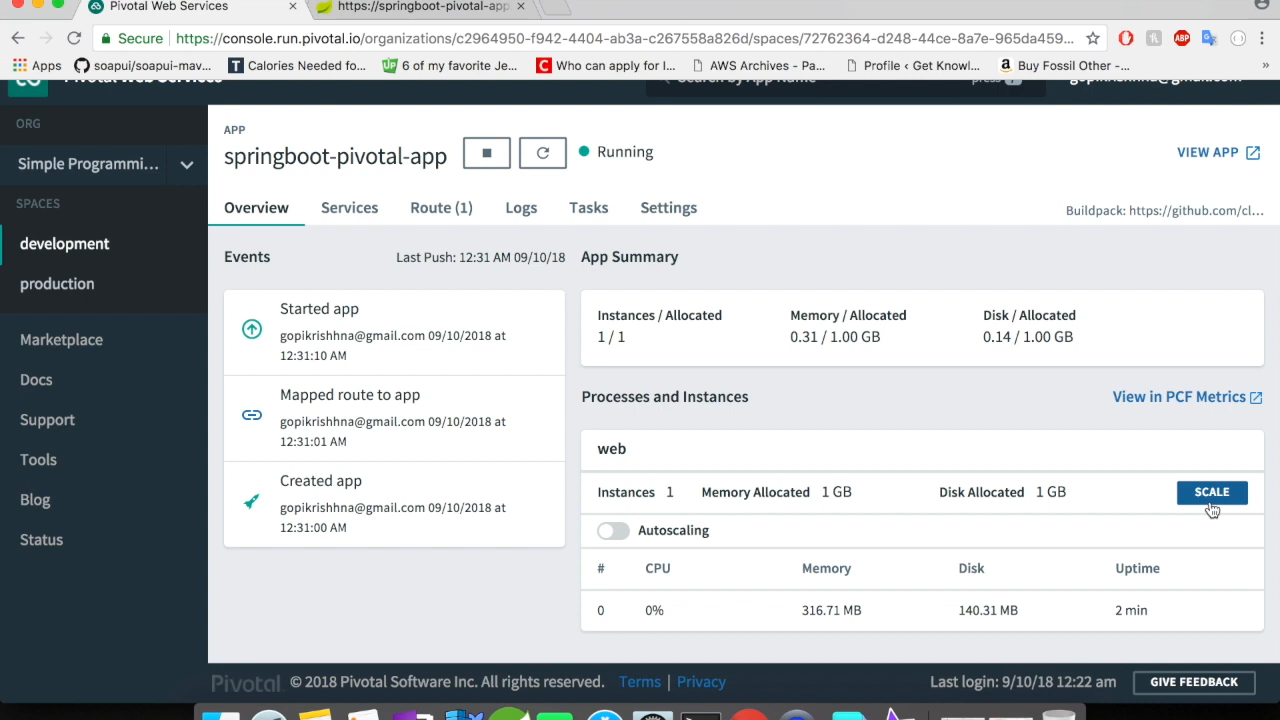 Pivotal Web Services
https://springboot-pivotal-app
Secure https://console.run.pivotal.io/organizations/c2964950-f942-4404-ab3a-c267558a826d/spaces/72762364-d248-44ce-8a7e-965da459...
Apps soapui/soapui-mav... Calories Needed fo... 6 of my favorite Je... Who can apply for I... AWS Archives - Pa... Profile ‹ Get Knowl... Buy Fossil Other -... »
Pivotal Web Services
Search by App Name
press
ORG
Simple Programmi...
SPACES
development
production
Marketplace
Docs
Support
Tools
Blog
Status
APP
springboot-pivotal-app
Running
VIEW APP
Overview Services Route (1) Logs Tasks Settings
Buildpack: https://github.com/cl...
Events Last Push: 12:31 AM 09/10/18
Started app
gopikrishhna@gmail.com 09/10/2018 at
12:31:10 AM
Mapped route to app
gopikrishhna@gmail.com 09/10/2018 at
12:31:01 AM
Created app
gopikrishhna@gmail.com 09/10/2018 at
12:31:00 AM
App Summary
Instances / Allocated Memory / Allocated Disk / Allocated
1 / 1 0.31 / 1.00 GB 0.14 / 1.00 GB
Processes and Instances View in PCF Metrics
web
Instances 1 Memory Allocated 1 GB Disk Allocated 1 GB SCALE
Autoscaling
# CPU Memory Disk Uptime
0 0% 316.71 MB 140.31 MB 2 min
Pivotal © 2018 Pivotal Software Inc. All rights reserved. Terms | Privacy Last login: 9/10/18 12:22 am GIVE FEEDBACK